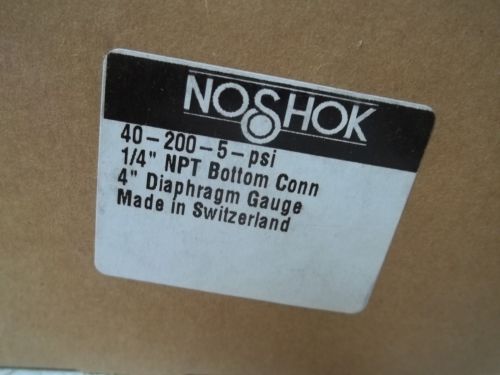 NOSHOK
40-200-5-psi
1/4" NPT Bottom Conn
4" Diaphragm Gauge
Made in Switzerland